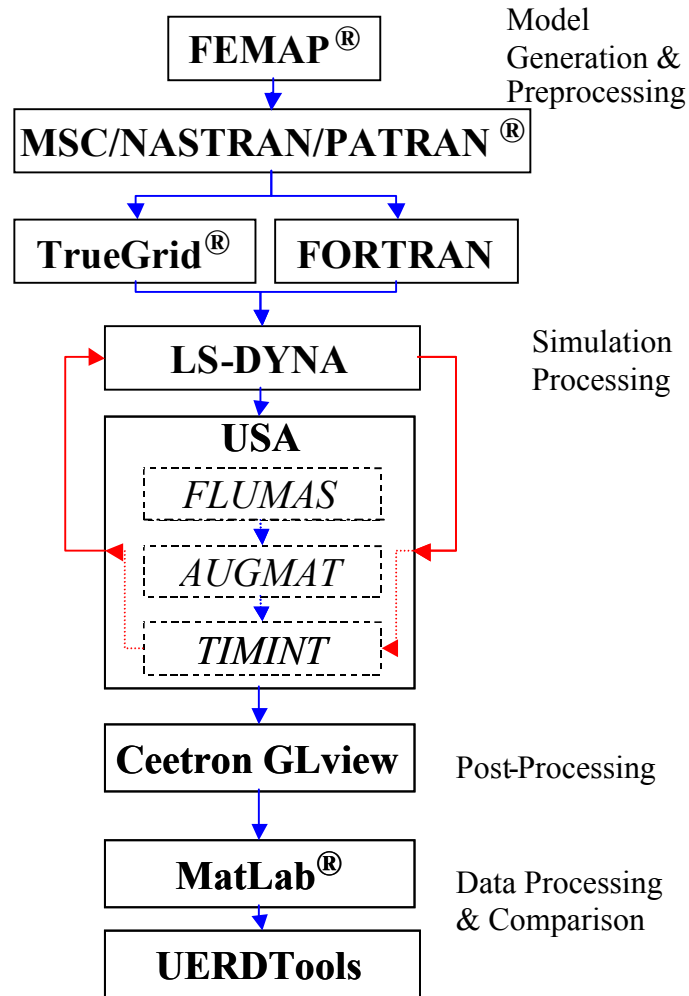 FEMAP ®
Model
Generation &
Preprocessing
MSC/NASTRAN/PATRAN ®
TrueGrid®
FORTRAN
LS-DYNA
Simulation
Processing
USA
FLUMAS
AUGMAT
TIMINT
Ceetron GLview
Post-Processing
MatLab®
Data Processing
& Comparison
UERDTools